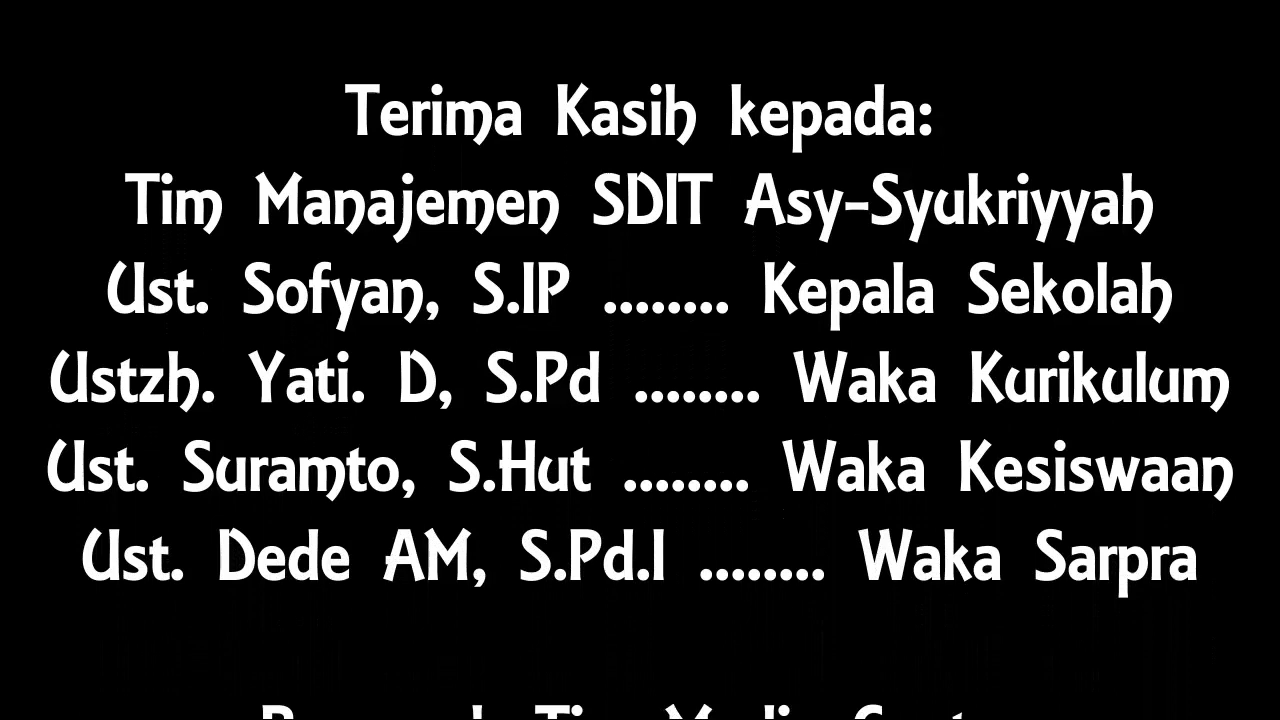 Terima Kasih kepada:
Tim Manajemen SDIT Asy-Syukriyyah
Ust. Sofyan, S.IP ........ Kepala Sekolah
Ustzh. Yati. D, S.Pd ........ Waka Kurikulum
Ust. Suramto, S.Hut ........ Waka Kesiswaan
Ust. Dede AM, S.Pd.I ........ Waka Sarpra